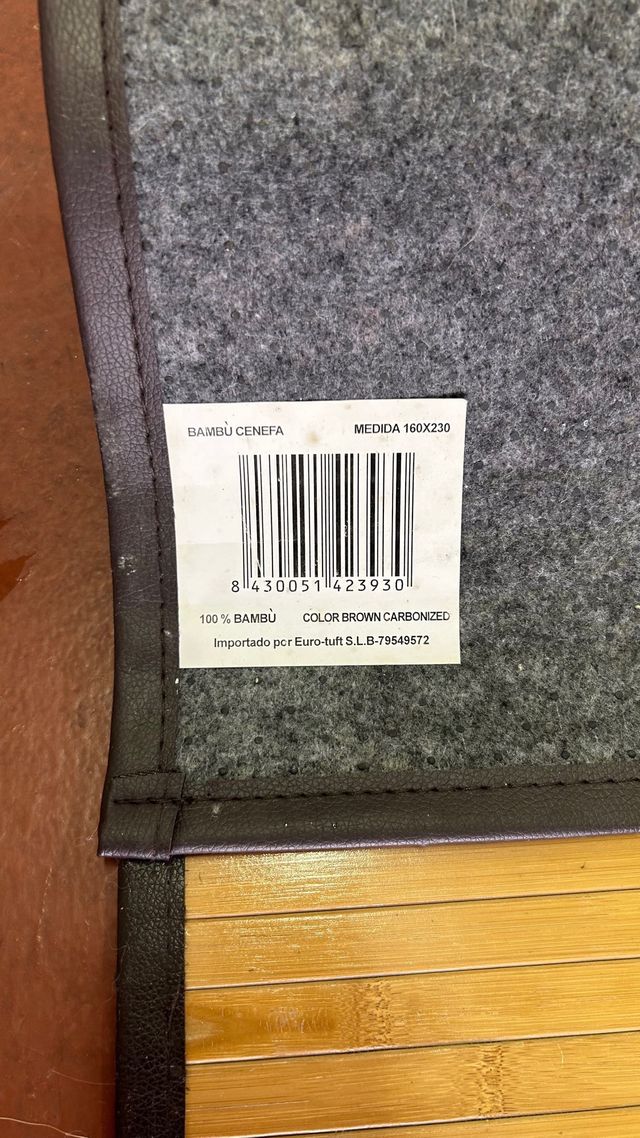 BAMBÙ CENEFA MEDIDA 160X230
8 430051 423930
100 % BAMBÙ COLOR BROWN CARBONIZED
Importado por Euro-tuft S.L.B-79549572